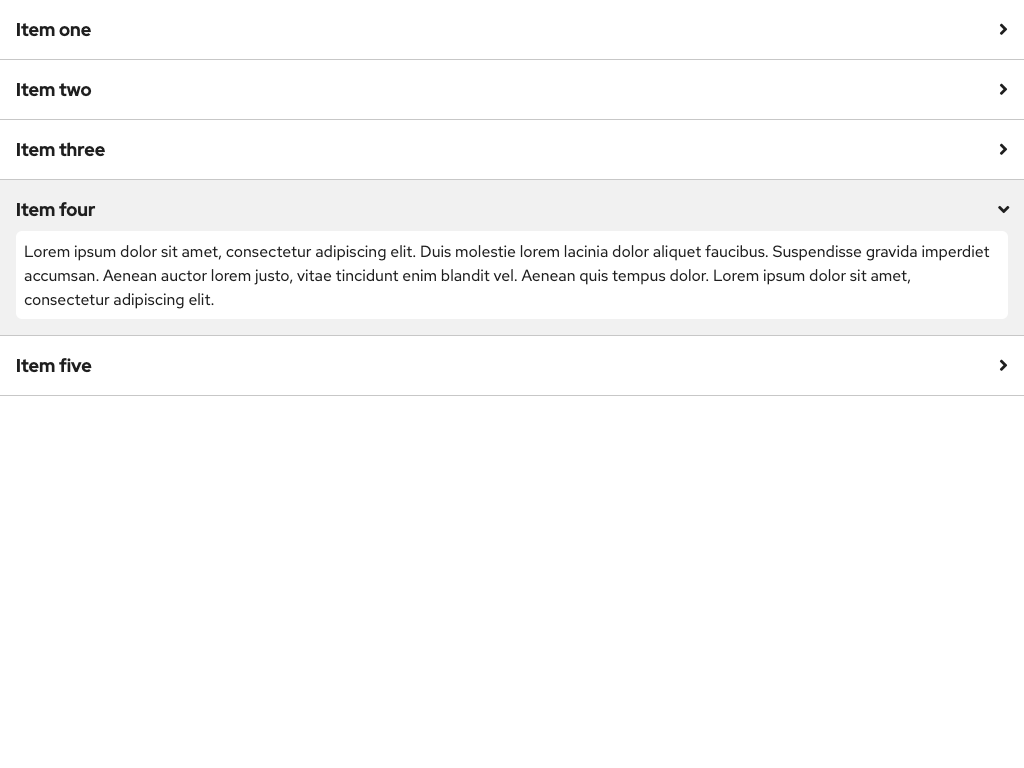 Item one
Item two
Item three
Item four
Lorem ipsum dolor sit amet, consectetur adipiscing elit. Duis molestie lorem lacinia dolor aliquet faucibus. Suspendisse gravida imperdiet
accumsan. Aenean auctor lorem justo, vitae tincidunt enim blandit vel. Aenean quis tempus dolor. Lorem ipsum dolor sit amet,
consectetur adipiscing elit.
Item five